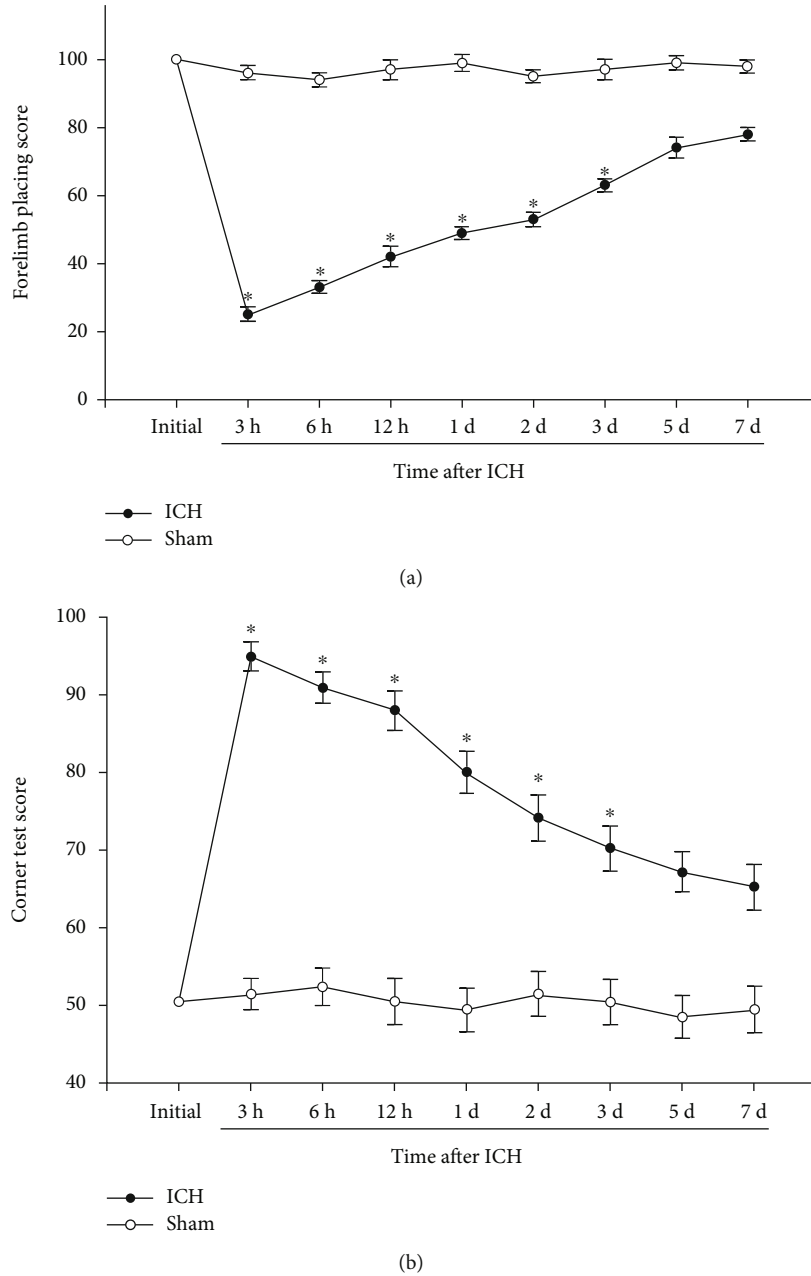 Forelimb placing score
100
80
60
40
20
0
* * * * * *
Initial 3 h 6 h 12 h 1 d 2 d 3 d 5 d 7 d
Time after ICH
ICH
Sham
(a)
Corner test score
100
90
80
70
60
50
40
* * * * * *
Initial 3 h 6 h 12 h 1 d 2 d 3 d 5 d 7 d
Time after ICH
ICH
Sham
(b)